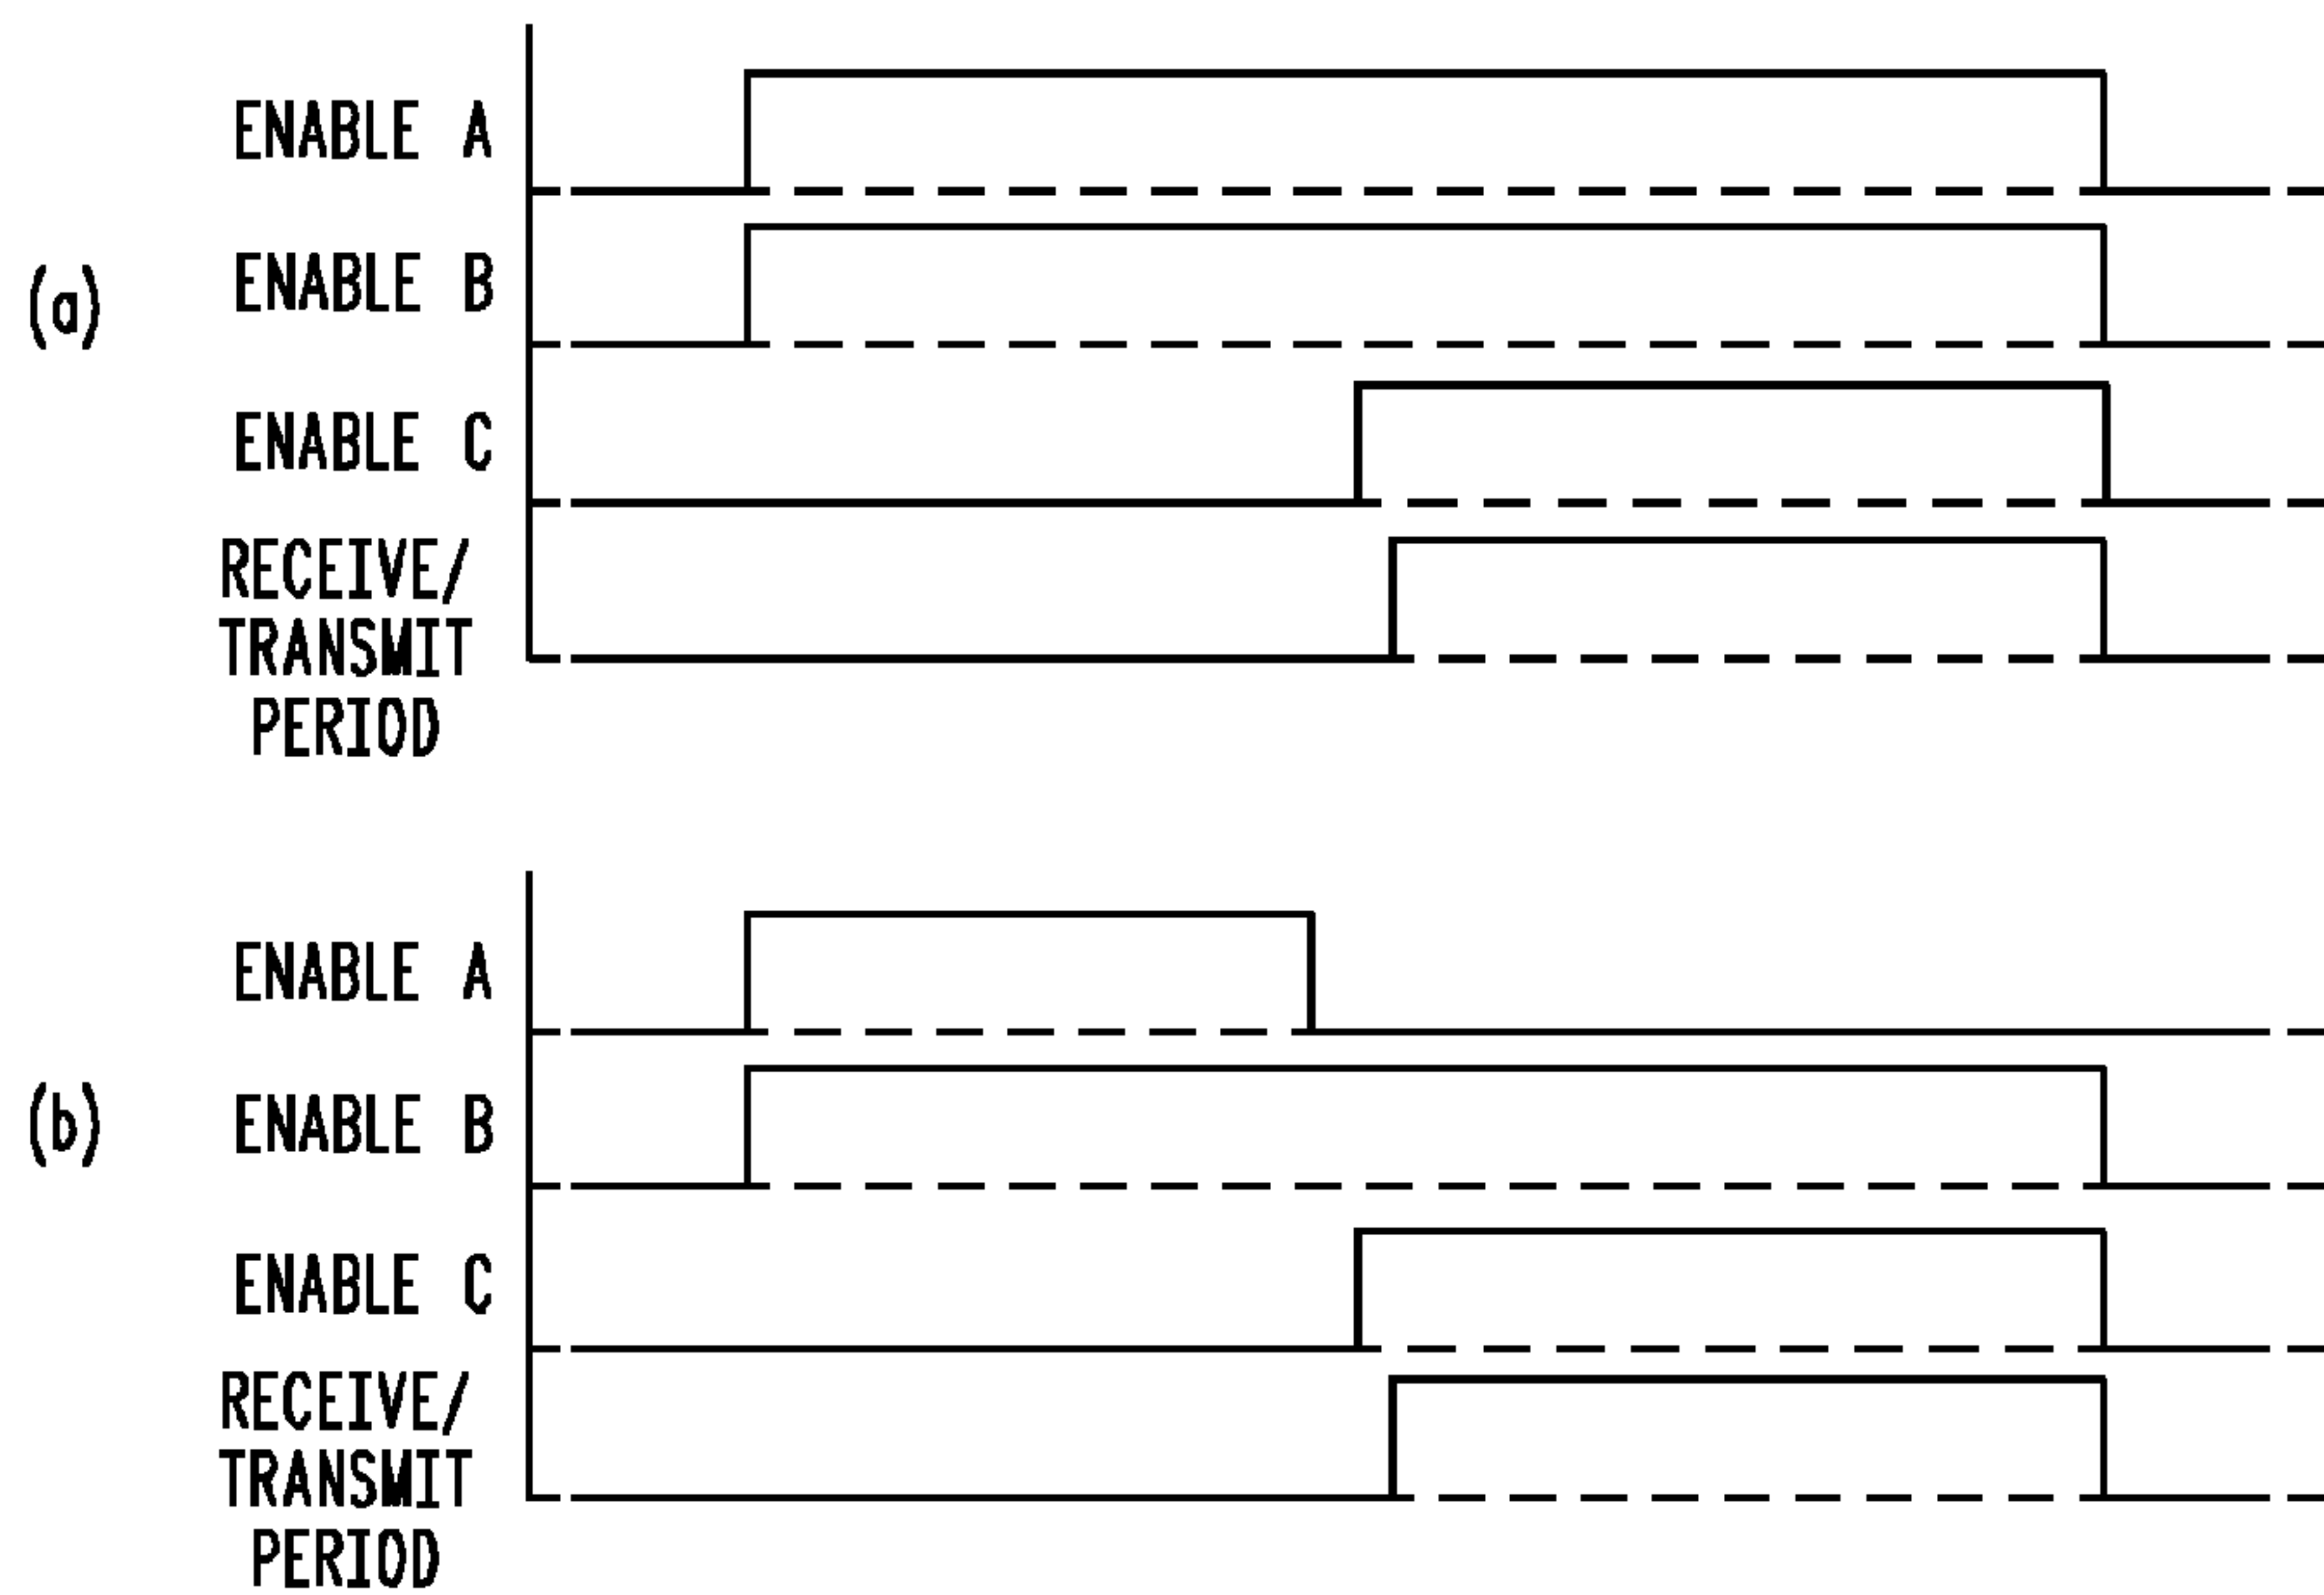 ENABLE A
(a)
ENABLE B
ENABLE C
RECEIVE/
TRANSMIT
PERIOD
ENABLE A
(b)
ENABLE B
ENABLE C
RECEIVE/
TRANSMIT
PERIOD